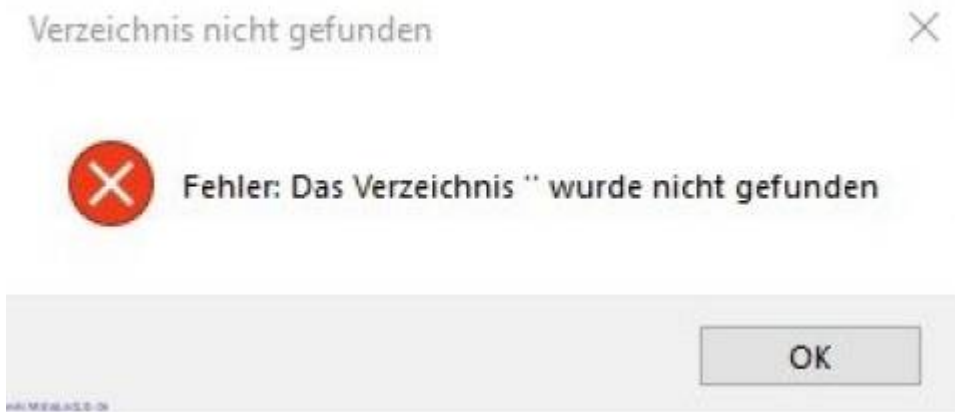 Verzeichnis nicht gefunden
Fehler: Das Verzeichnis '' wurde nicht gefunden
OK